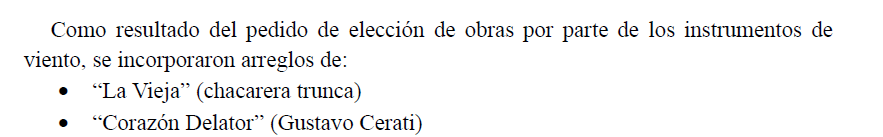 Como resultado del pedido de elección de obras por parte de los instrumentos de
viento, se incorporaron arreglos de:
• “La Vieja” (chacarera trunca)
• “Corazón Delator” (Gustavo Cerati)